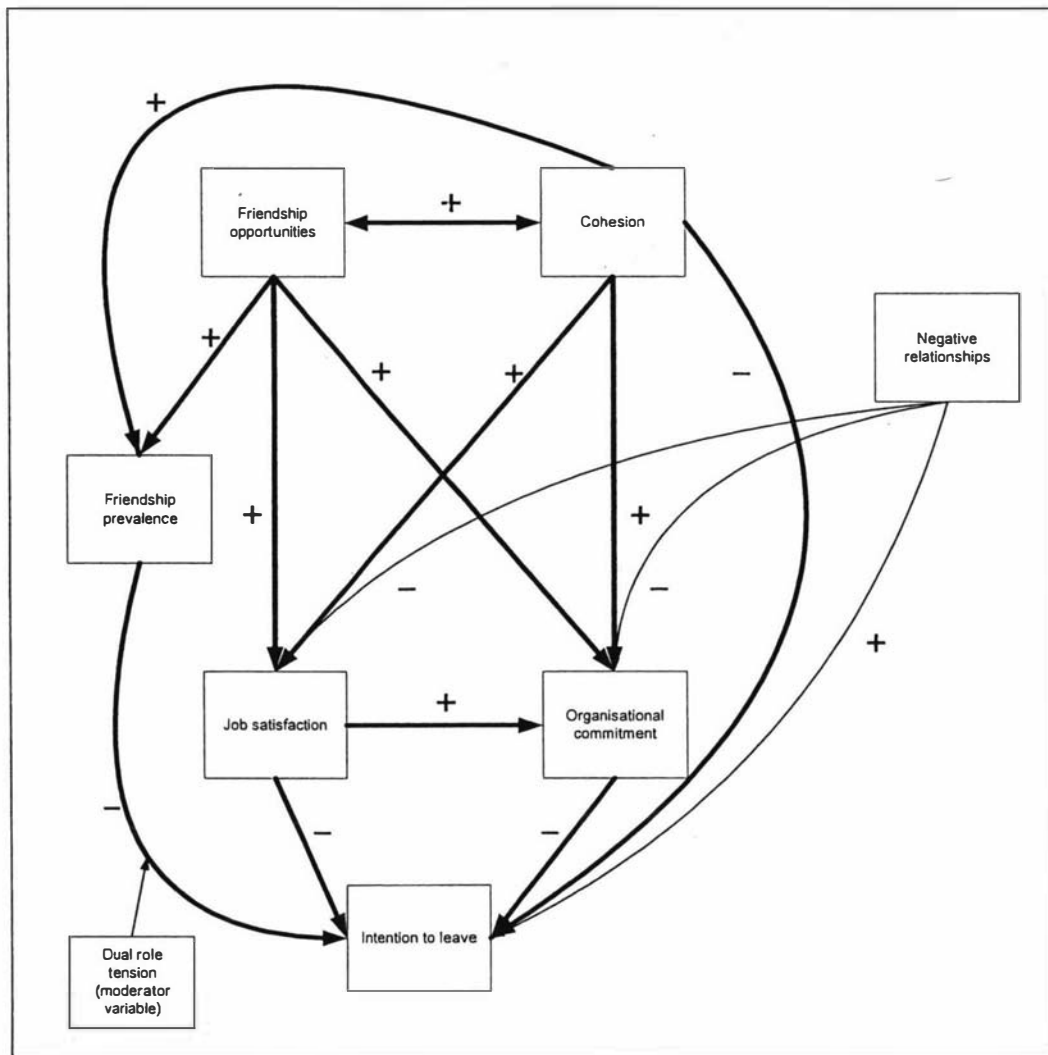 +
Friendship
opportunities
+
Cohesion
Negative
relationships
+
+
+
−
Friendship
prevalence
+
+
−
−
+
Job satisfaction
+
Organisational
commitment
−
−
−
Intention to leave
Dual role
tension
(moderator
variable)